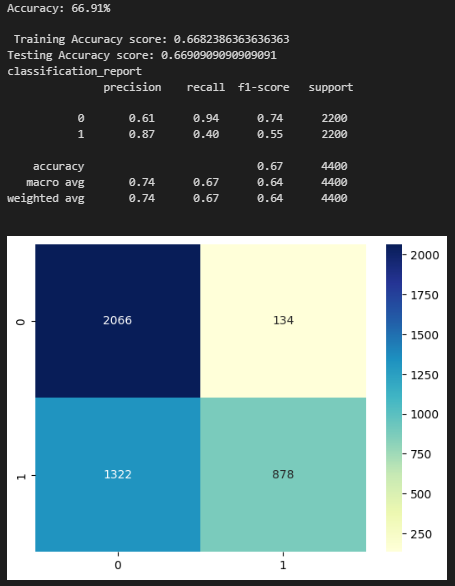 Accuracy: 66.91%
Training Accuracy score: 0.6682386363636363
Testing Accuracy score: 0.6690909090909091
classification_report
precision recall f1-score support
0 0.61 0.94 0.74 2200
1 0.87 0.40 0.55 2200
accuracy 0.67 4400
macro avg 0.74 0.67 0.64 4400
weighted avg 0.74 0.67 0.64 4400
2000
1750
1500
1250
1000
750
500
250
0 2066 134
1 1322 878
0 1